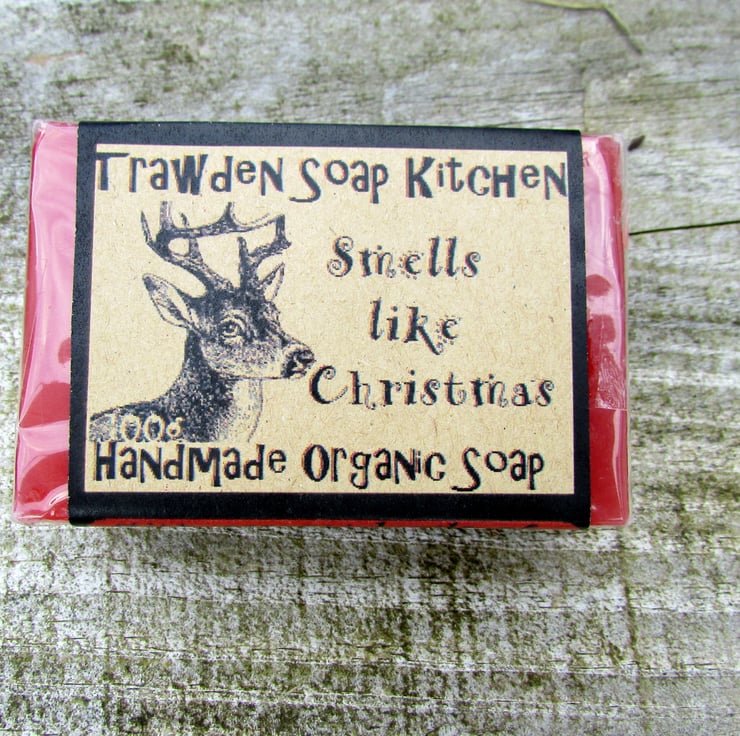 Trawden Soap Kitchen
Smells
like
Christmas
100g
Handmade Organic Soap